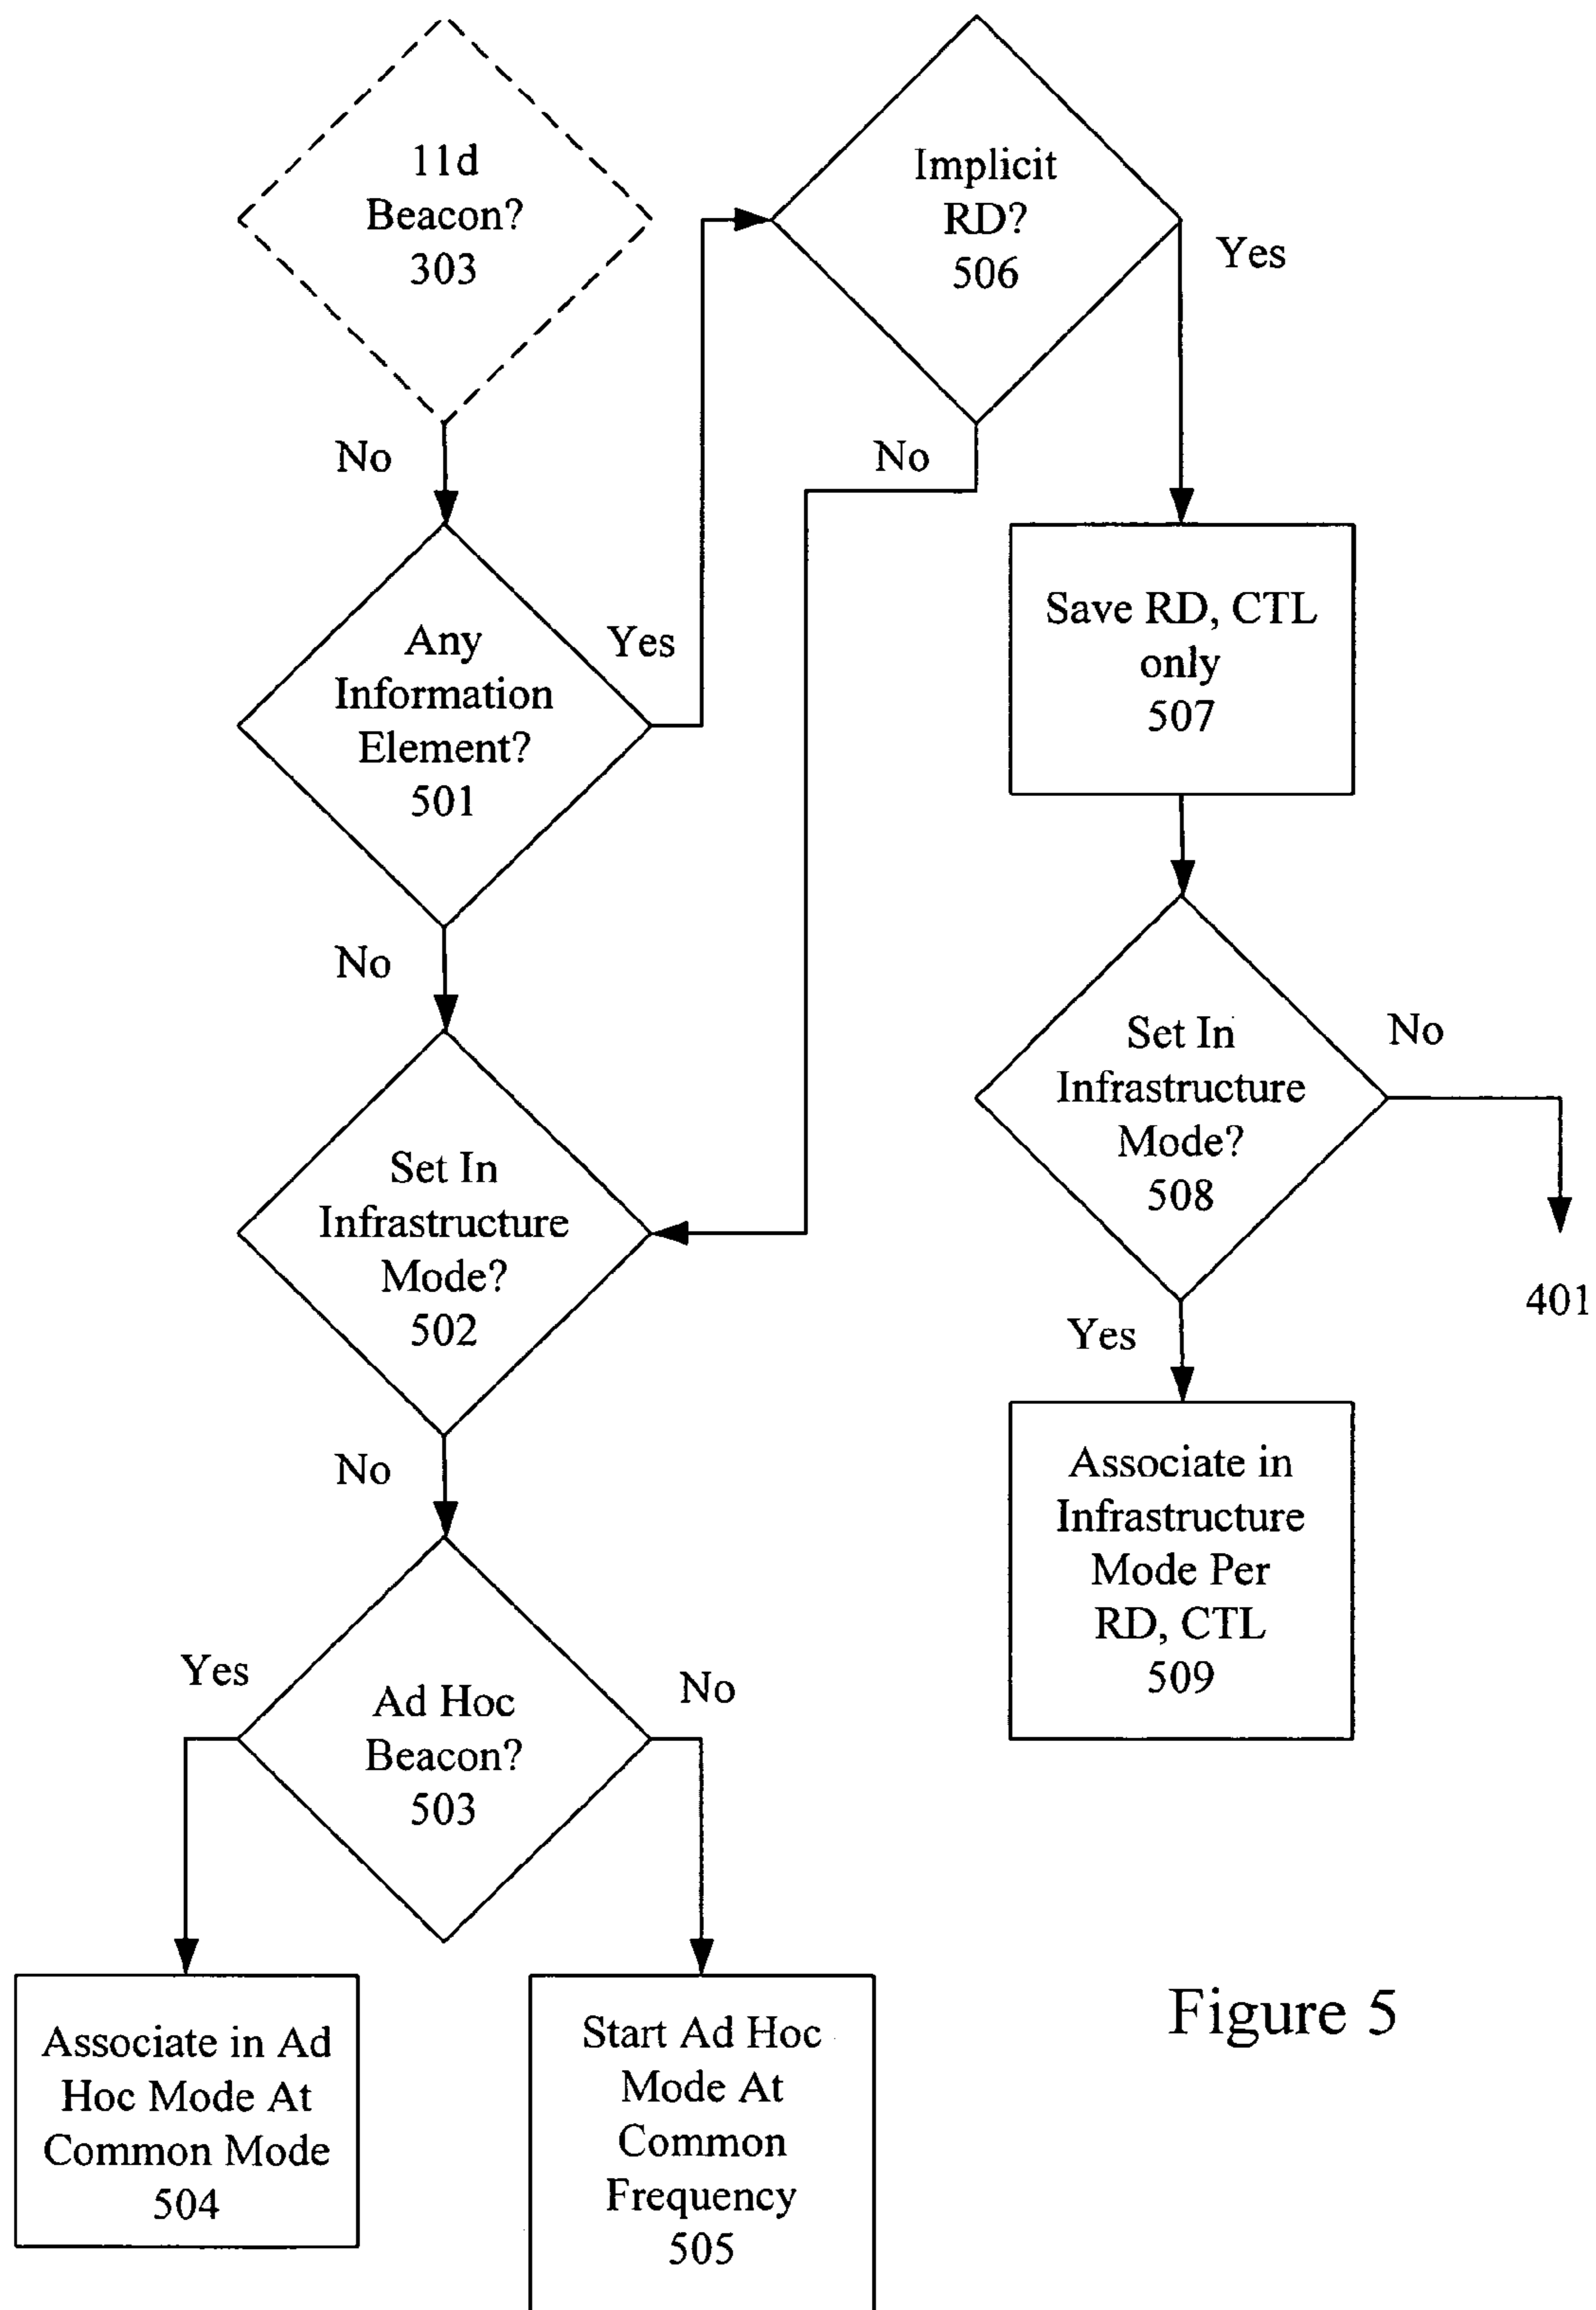 11d
Beacon?
303
No
Any
Information
Element?
501
Yes
No
Set In
Infrastructure
Mode?
502
No
Ad Hoc
Beacon?
503
Yes
No
Associate in Ad
Hoc Mode At
Common Mode
504
Start Ad Hoc
Mode At
Common
Frequency
505
Implicit
RD?
506
Yes
No
Save RD, CTL
only
507
Set In
Infrastructure
Mode?
508
No
401
Yes
Associate in
Infrastructure
Mode Per
RD, CTL
509
Figure 5